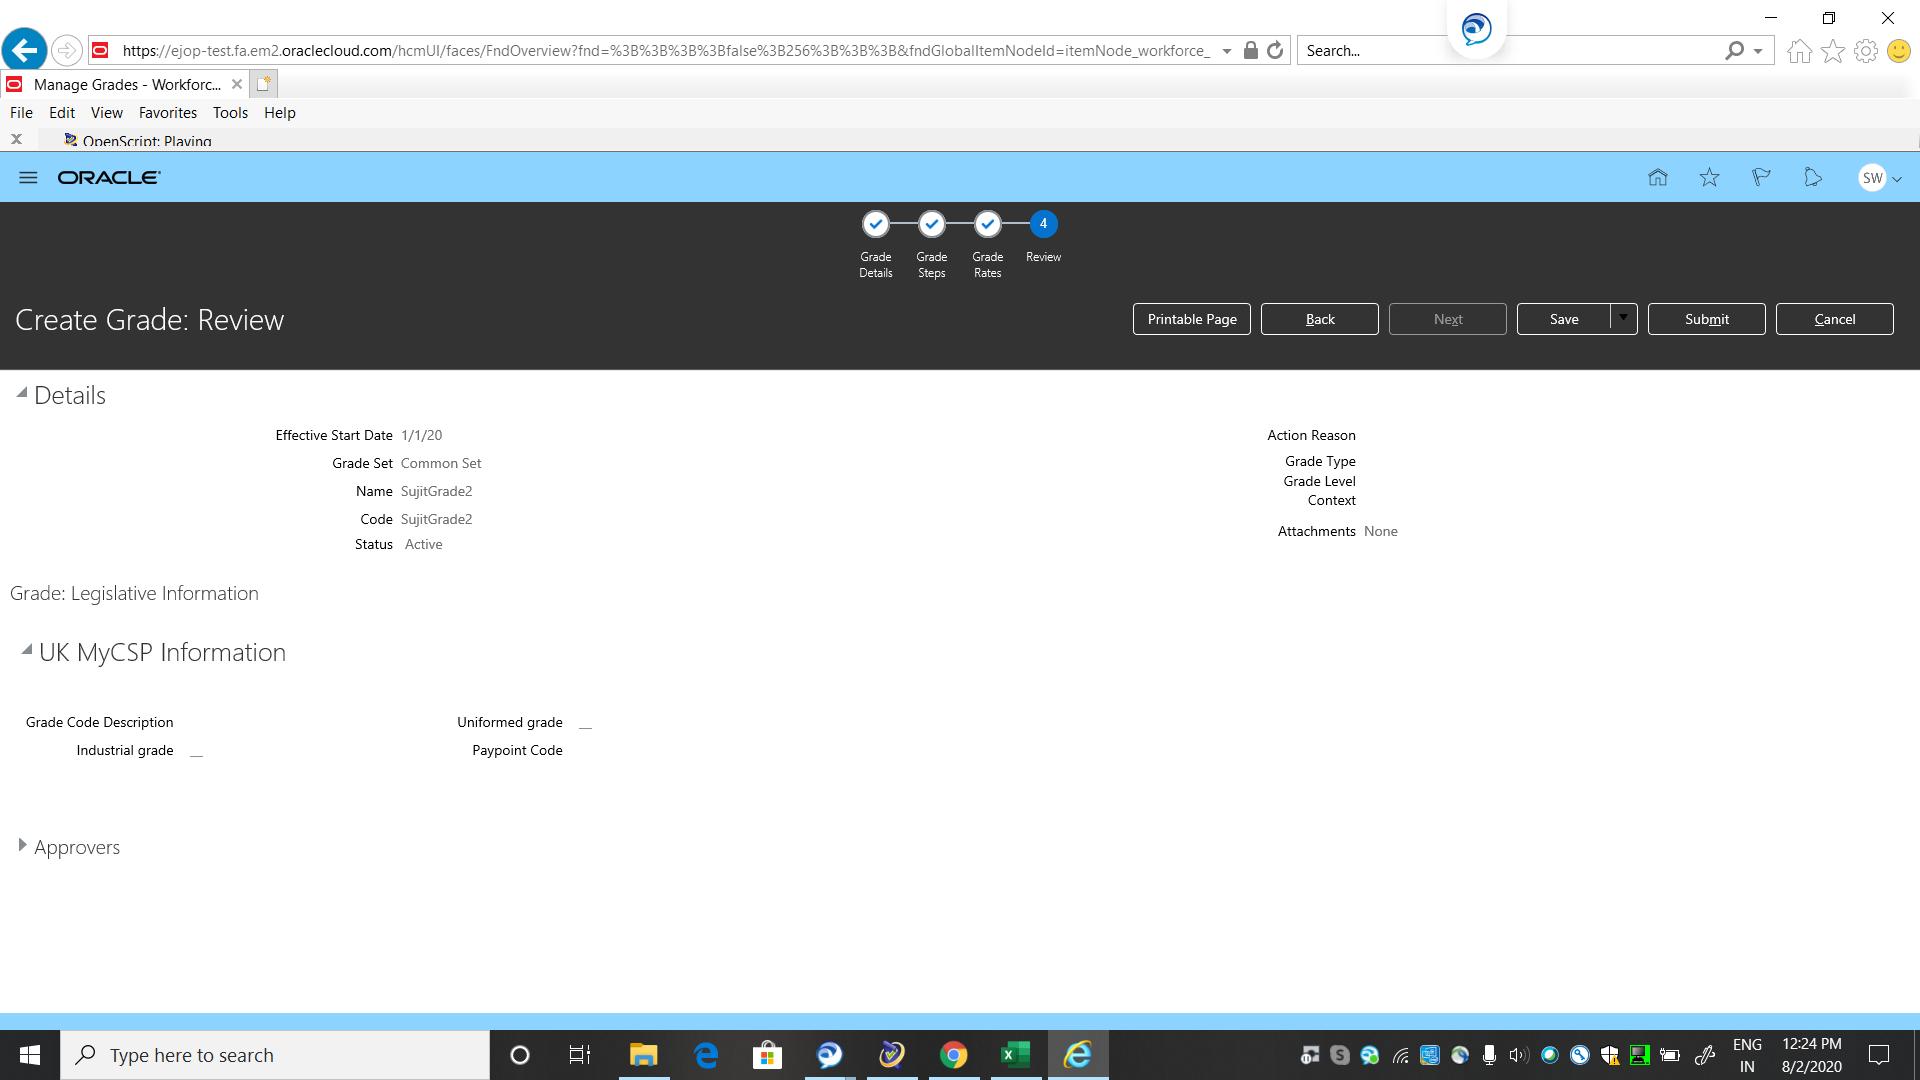 https://ejop-test.fa.em2.oraclecloud.com/hcmUI/faces/FndOverview?fnd=%3B%3B%3B%3Bfalse%3B256%3B%3B%3B&fndGlobalItemNodeId=itemNode_workforce_
Search...
Manage Grades - Workforc...
File Edit View Favorites Tools Help
x OpenScript: Playing
ORACLE
SW
4
Grade Details
Grade Steps
Grade Rates
Review
Create Grade: Review
Printable Page Back Next Save Submit Cancel
Details
Effective Start Date 1/1/20
Grade Set Common Set
Name SujitGrade2
Code SujitGrade2
Status Active
Action Reason
Grade Type
Grade Level
Context
Attachments None
Grade: Legislative Information
UK MyCSP Information
Grade Code Description
Industrial grade
Uniformed grade
Paypoint Code
Approvers
Type here to search
ENG
IN
12:24 PM
8/2/2020